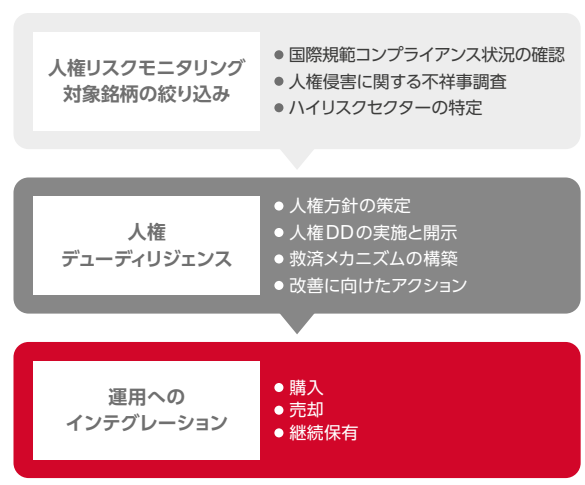 人権リスクモニタリング
対象銘柄の絞り込み
● 国際規範コンプライアンス状況の確認
● 人権侵害に関する不祥事調査
● ハイリスクセクターの特定
人権
デューディリジェンス
● 人権方針の策定
● 人権DDの実施と開示
● 救済メカニズムの構築
● 改善に向けたアクション
運用への
インテグレーション
● 購入
● 売却
● 継続保有